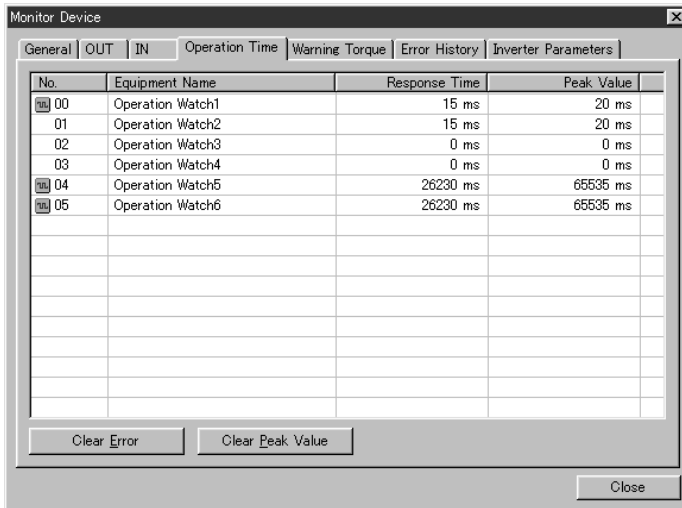 Monitor Device
General OUT IN Operation Time Warning Torque Error History Inverter Parameters
No. Equipment Name Response Time Peak Value
00 Operation Watch1 15 ms 20 ms
01 Operation Watch2 15 ms 20 ms
02 Operation Watch3 0 ms 0 ms
03 Operation Watch4 0 ms 0 ms
04 Operation Watch5 26230 ms 65535 ms
05 Operation Watch6 26230 ms 65535 ms
Clear Error Clear Peak Value
Close